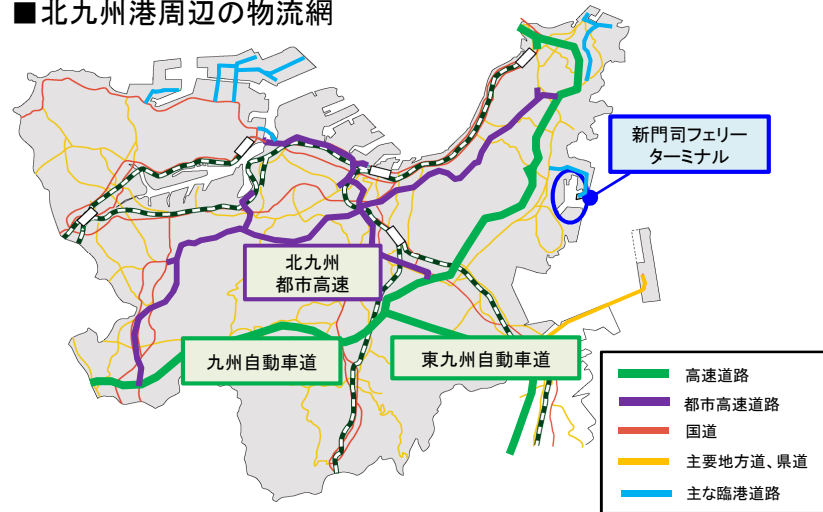 ■北九州港周辺の物流網
新門司フェリー
ターミナル
北九州
都市高速
九州自動車道
東九州自動車道
高速道路
都市高速道路
国道
主要地方道、県道
主な臨港道路